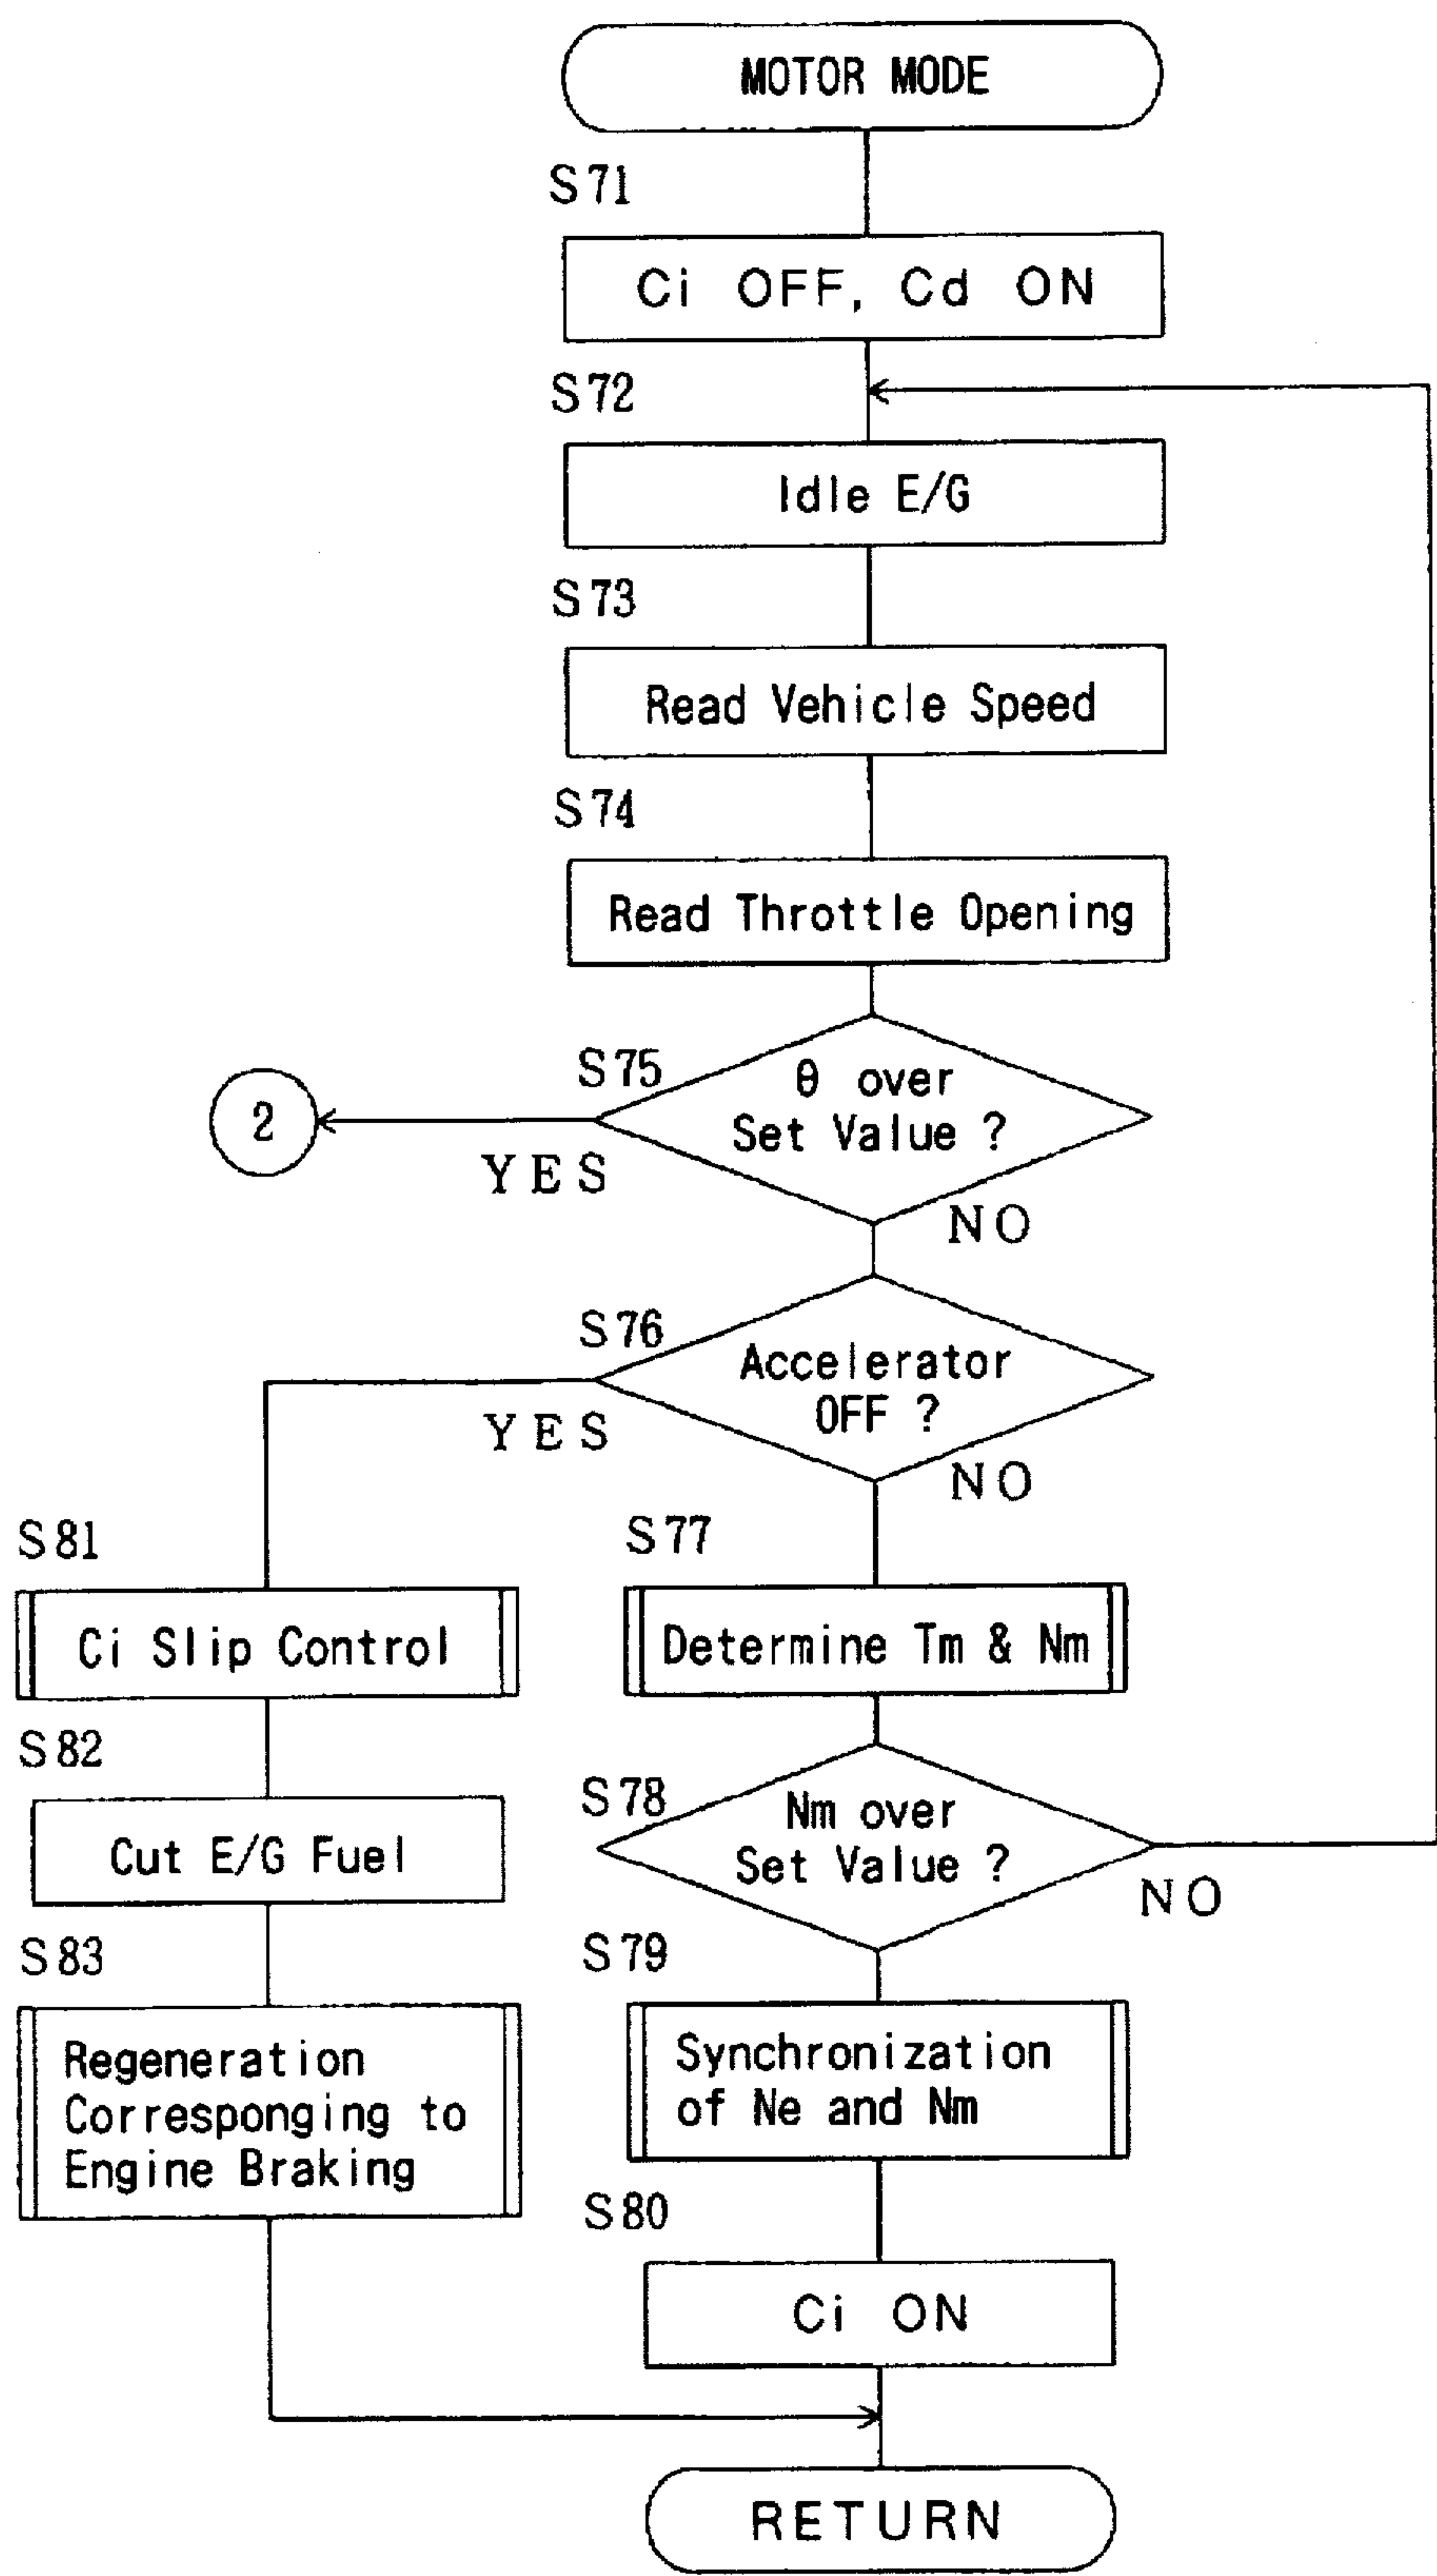 MOTOR MODE
S71
Ci OFF, Cd ON
S72
Idle E/G
S73
Read Vehicle Speed
S74
Read Throttle Opening
S75
θ over
Set Value ?
2
YES
NO
S76
Accelerator
OFF ?
YES
NO
S81
Ci Slip Control
S82
Cut E/G Fuel
S83
Regeneration
Corresponging to
Engine Braking
S77
Determine Tm & Nm
S78
Nm over
Set Value ?
NO
S79
Synchronization
of Ne and Nm
S80
Ci ON
RETURN